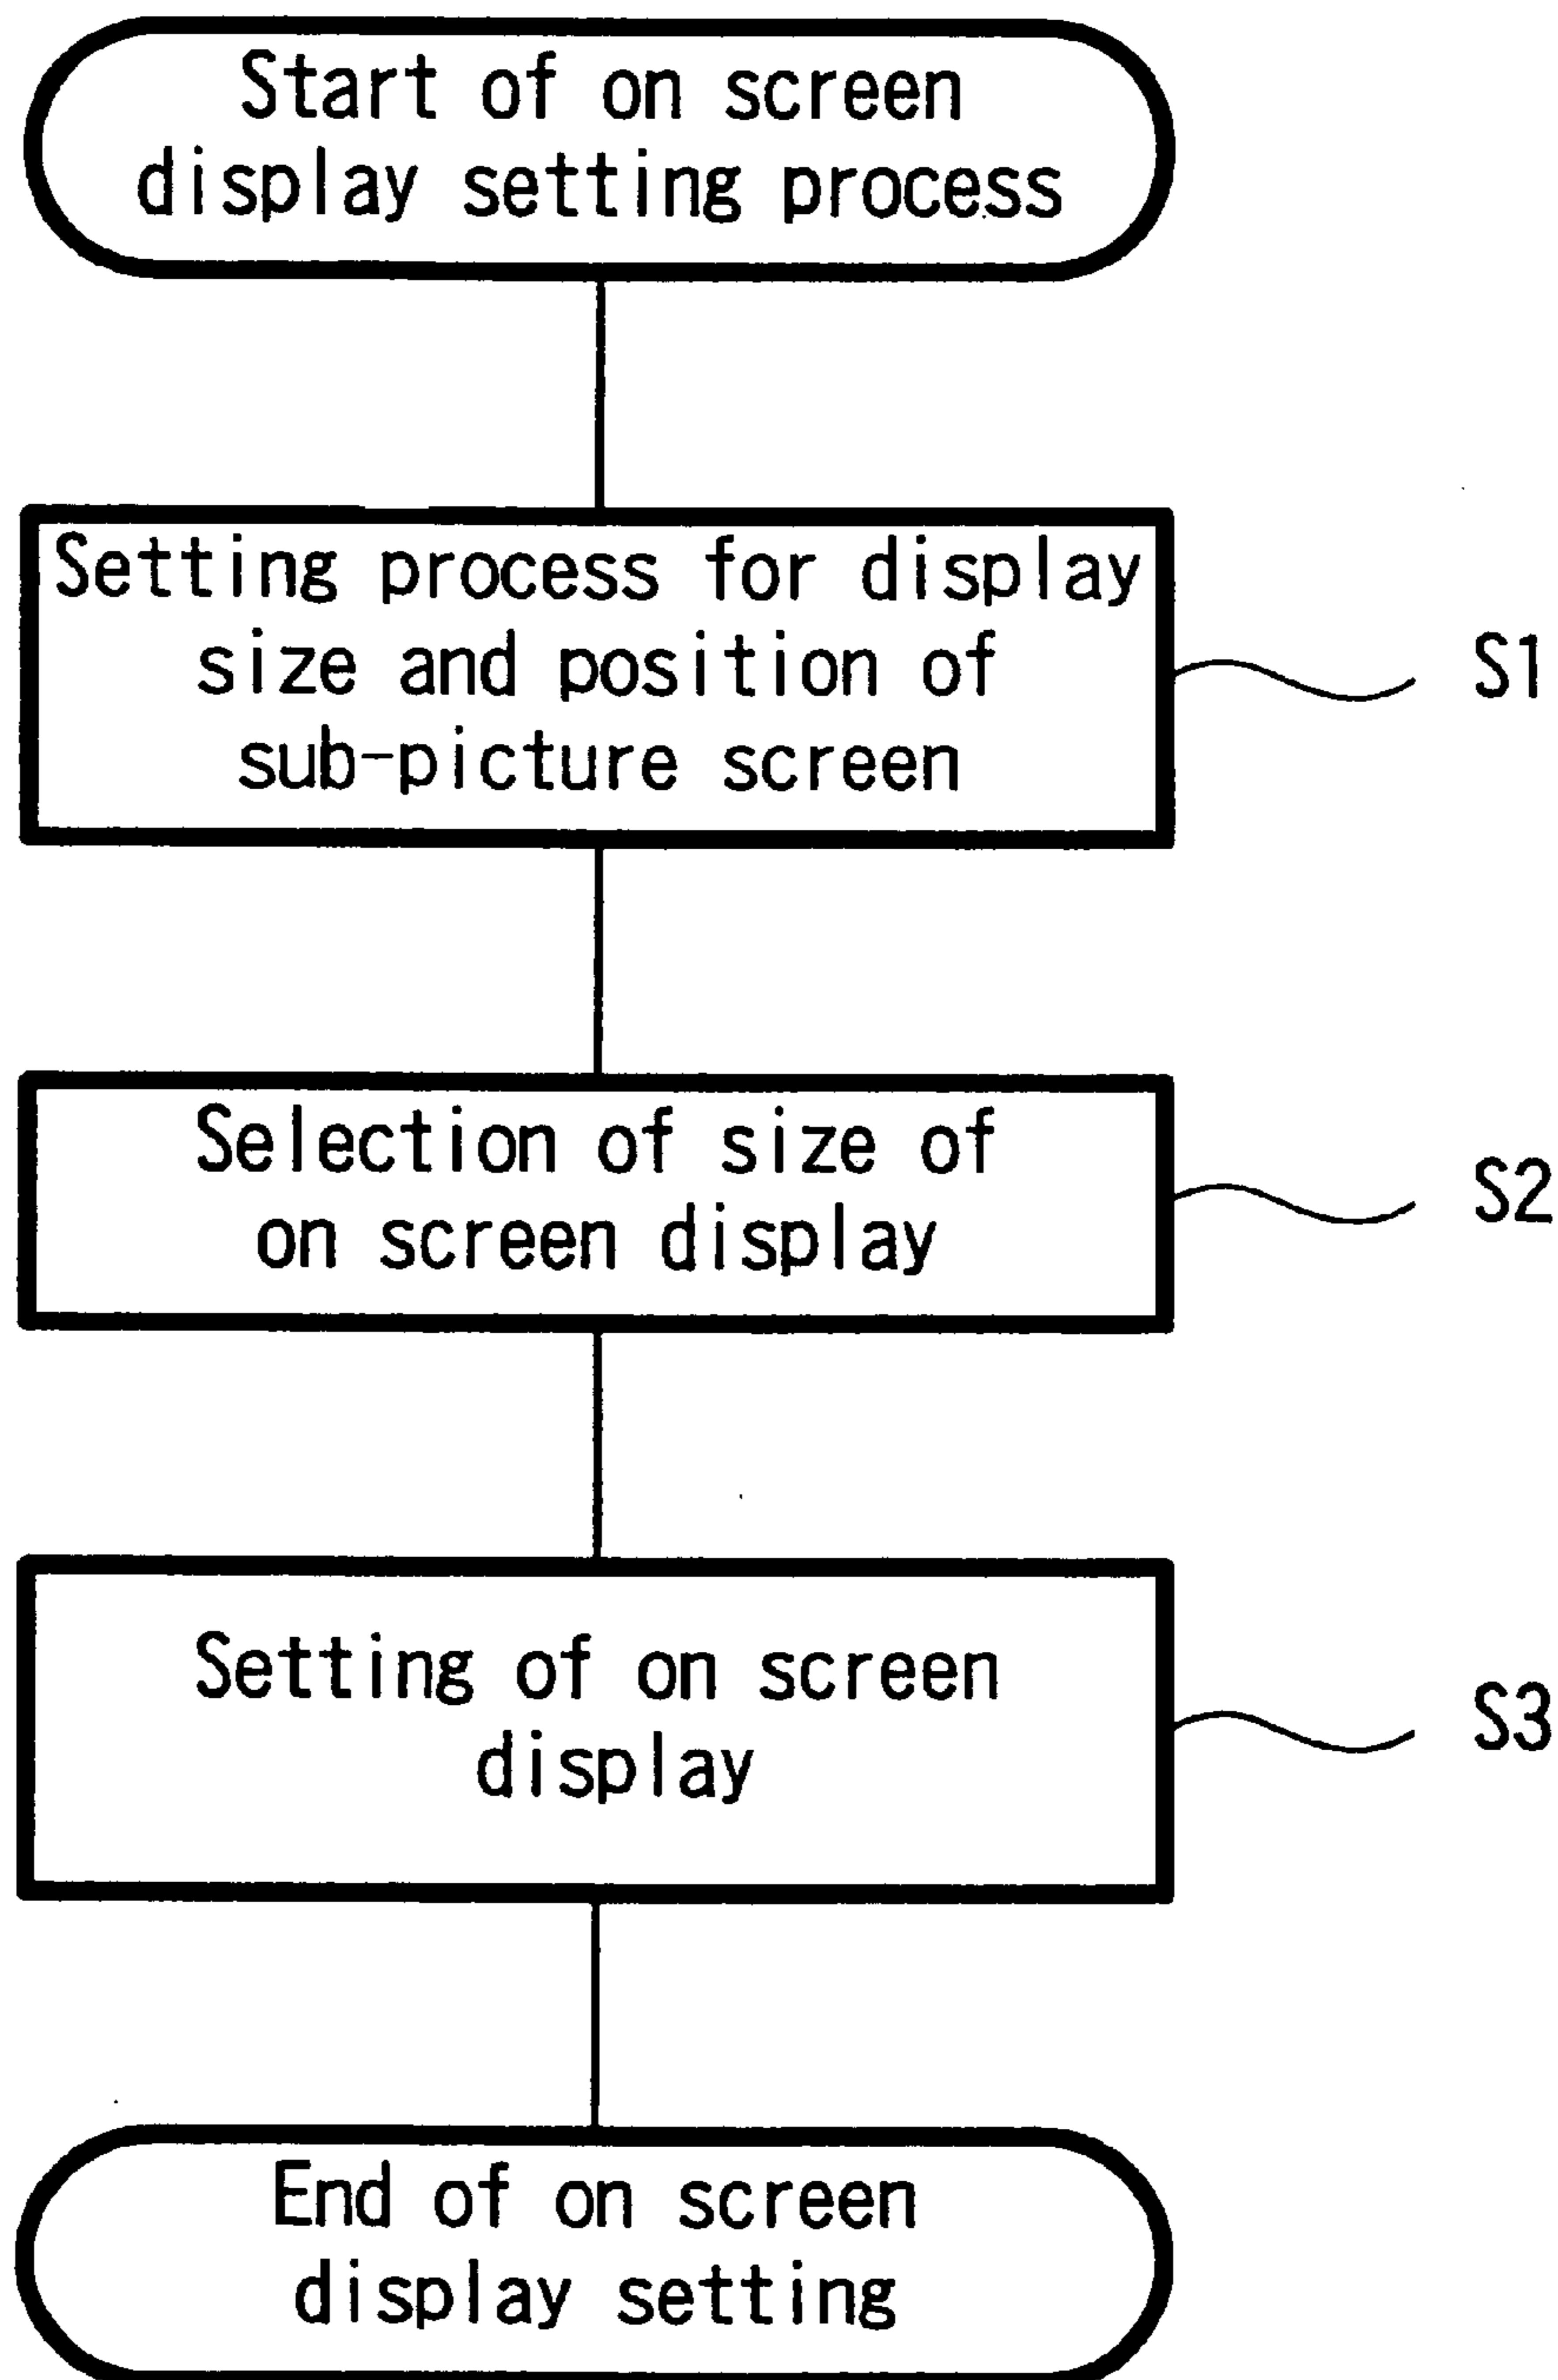 Start of on screen
display setting process
Setting process for display
size and position of
sub-picture screen
S1
Selection of size of
on screen display
S2
Setting of on screen
display
S3
End of on screen
display setting